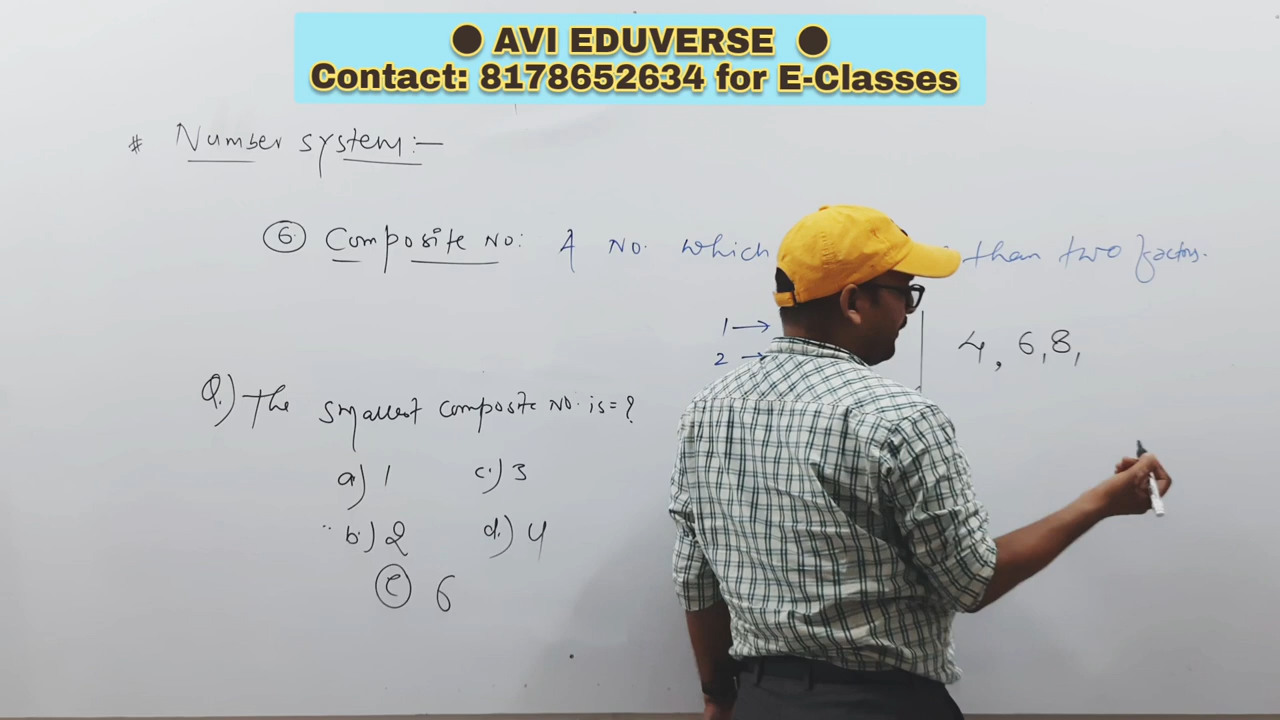 ● AVI EDUVERSE ●
Contact: 8178652634 for E-Classes
# Number system:-
6. Composite No: A No. which than two factors.
1 →
2 →
4, 6, 8,
Q.) The smallest composite No. is = ?
a.) 1 c.) 3
b.) 2 d.) 4
e 6